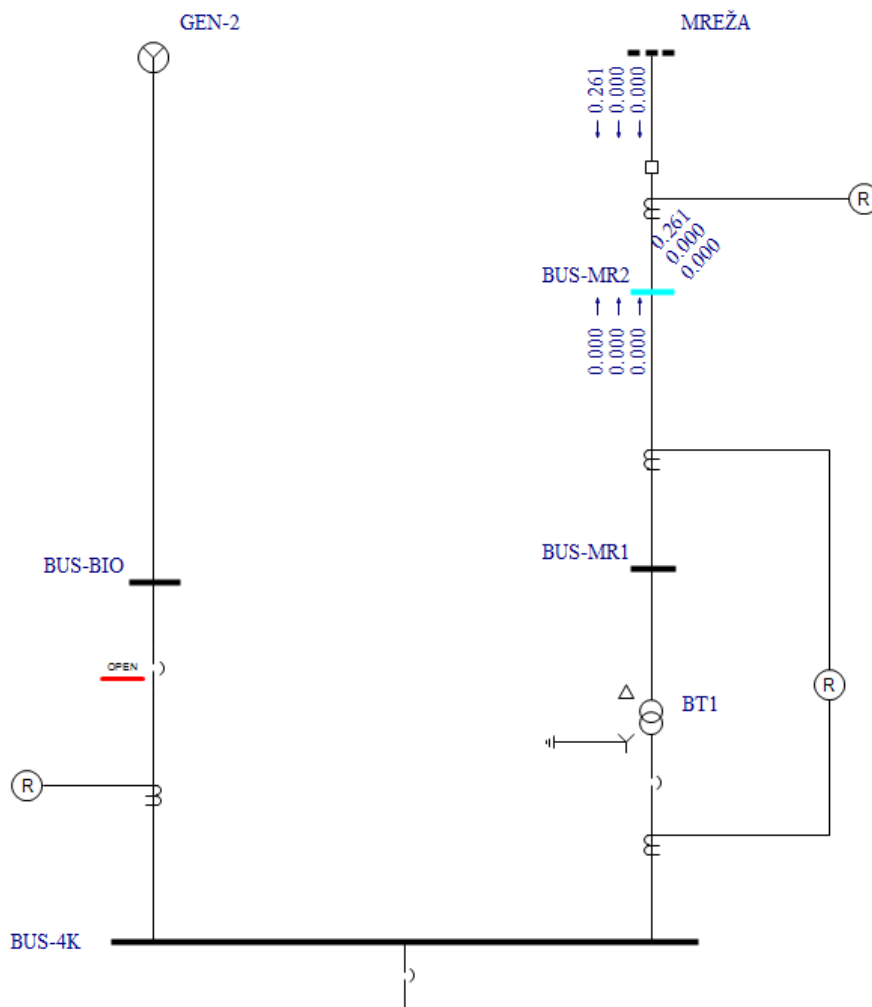 GEN-2
MREŽA
0.261
0.000
0.000
R
0.261
0.000
0.000
BUS-MR2
0.000
0.000
0.000
BUS-MR1
BUS-BIO
OPEN
R
BT1
R
BUS-4K